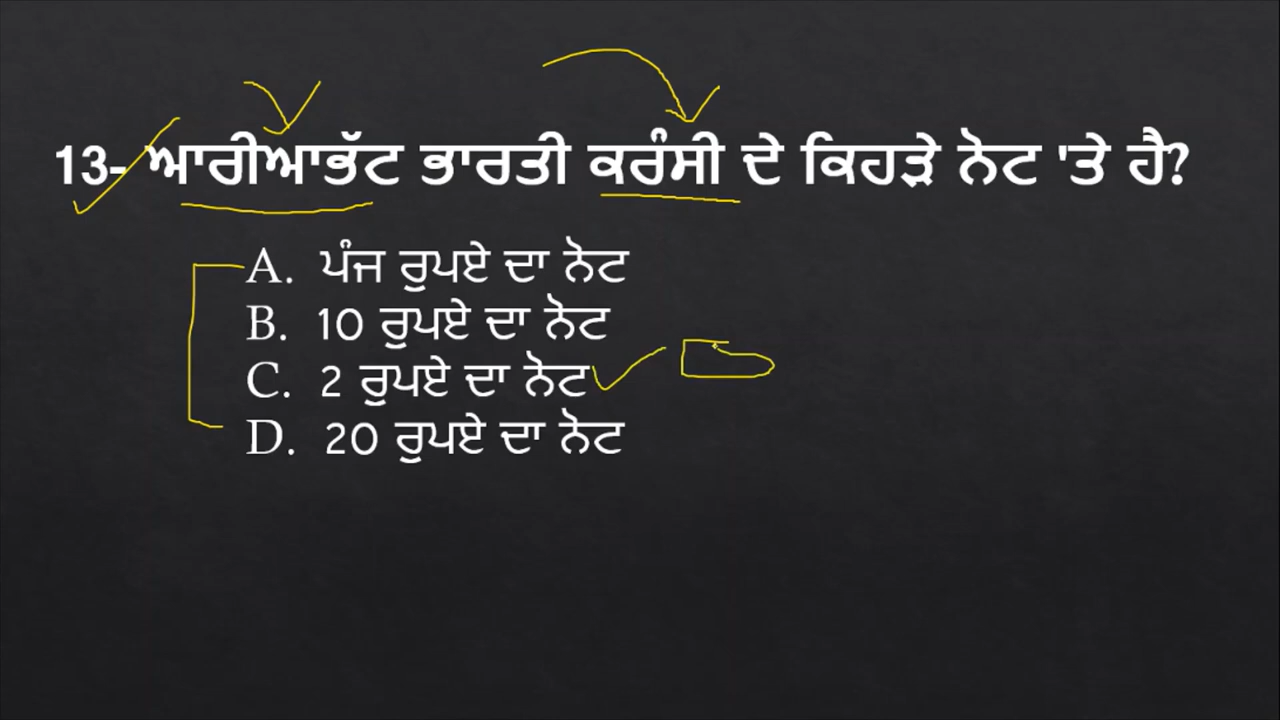 13- ਆਰੀਆਭੱਟ ਭਾਰਤੀ ਕਰੰਸੀ ਦੇ ਕਿਹੜੇ ਨੋਟ 'ਤੇ ਹੈ?
A. ਪੰਜ ਰੁਪਏ ਦਾ ਨੋਟ
B. 10 ਰੁਪਏ ਦਾ ਨੋਟ
C. 2 ਰੁਪਏ ਦਾ ਨੋਟ
D. 20 ਰੁਪਏ ਦਾ ਨੋਟ